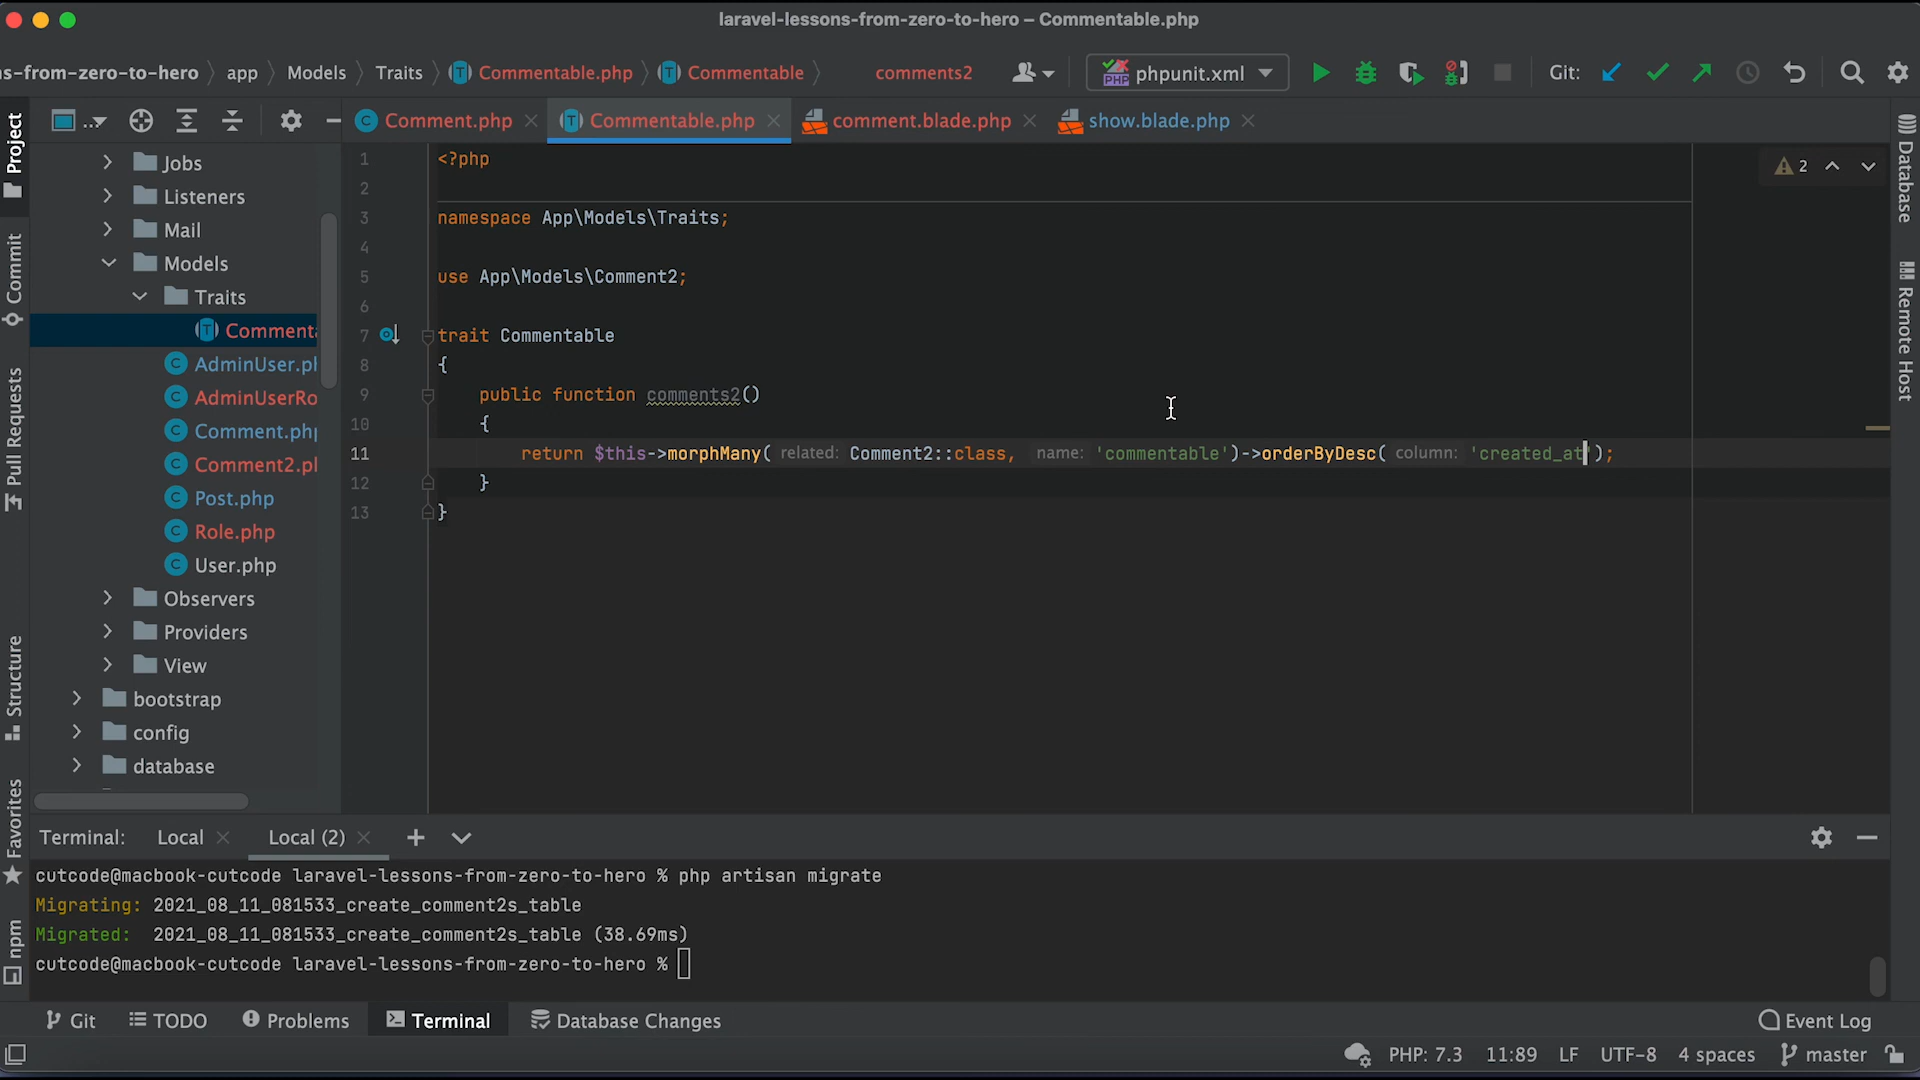 laravel-lessons-from-zero-to-hero – Commentable.php
s-from-zero-to-hero app Models Traits Commentable.php Commentable comments2 phpunit.xml Git:
Project
Commit
Pull Requests
Structure
Favorites
npm
Comment.php Commentable.php comment.blade.php show.blade.php
Jobs
Listeners
Mail
Models
Traits
Commenta
AdminUser.ph
AdminUserRo
Comment.php
Comment2.pl
Post.php
Role.php
User.php
Observers
Providers
View
bootstrap
config
database
1 <?php
2
3 namespace App\Models\Traits;
4
5 use App\Models\Comment2;
6
7 trait Commentable
8 {
9 public function comments2()
10 {
11 return $this->morphMany( related: Comment2::class, name: 'commentable')->orderByDesc( column: 'created_at');
12 }
13 }
2
Database
Remote Host
Terminal: Local Local (2)
cutcode@macbook-cutcode laravel-lessons-from-zero-to-hero % php artisan migrate
Migrating: 2021_08_11_081533_create_comment2s_table
Migrated: 2021_08_11_081533_create_comment2s_table (38.69ms)
cutcode@macbook-cutcode laravel-lessons-from-zero-to-hero %
Git TODO Problems Terminal Database Changes Event Log
PHP: 7.3 11:89 LF UTF-8 4 spaces master